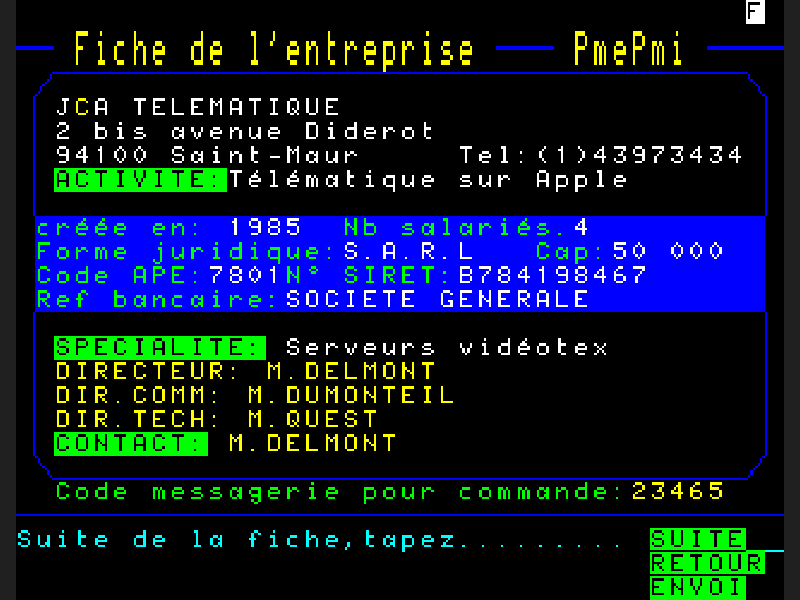 F
Fiche de l'entreprise PmePmi
JCA TELEMATIQUE
2 bis avenue Diderot
94100 Saint-Maur Tel:(1)43973434
ACTIVITE:Télématique sur Apple
créée en: 1985 Nb salariés.4
Forme juridique:S.A.R.L Cap:50 000
Code APE:7801N° SIRET:B784198467
Ref bancaire:SOCIETE GENERALE
SPECIALITE: Serveurs vidéotex
DIRECTEUR: M.DELMONT
DIR.COMM: M.DUMONTEIL
DIR.TECH: M.QUEST
CONTACT: M.DELMONT
Code messagerie pour commande:23465
Suite de la fiche,tapez......... SUITE
RETOUR
ENVOI